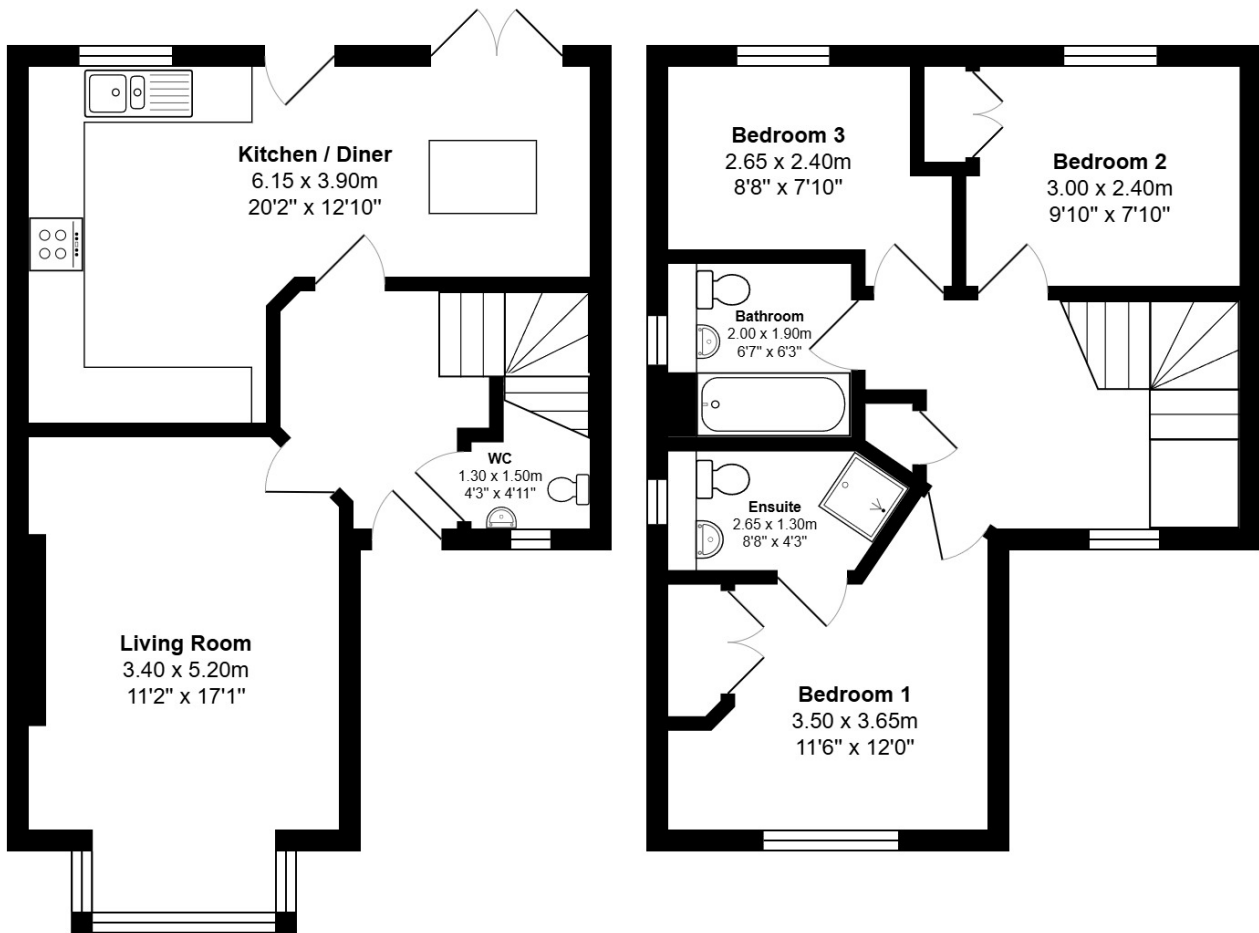 Kitchen / Diner
6.15 x 3.90m
20'2" x 12'10"
WC
1.30 x 1.50m
4'3" x 4'11"
Living Room
3.40 x 5.20m
11'2" x 17'1"
Bedroom 3
2.65 x 2.40m
8'8" x 7'10"
Bedroom 2
3.00 x 2.40m
9'10" x 7'10"
Bathroom
2.00 x 1.90m
6'7" x 6'3"
Ensuite
2.65 x 1.30m
8'8" x 4'3"
Bedroom 1
3.50 x 3.65m
11'6" x 12'0"